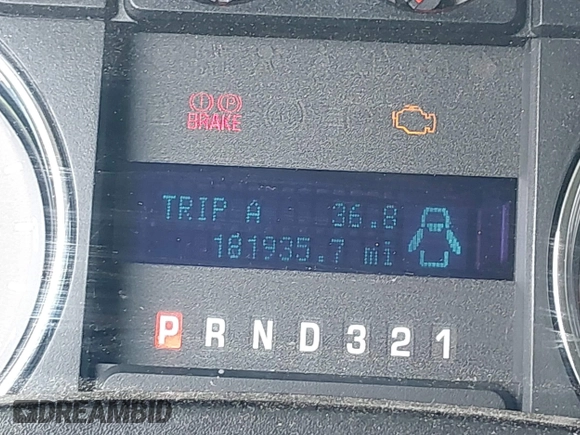 BRAKE
TRIP A 36.8
181935.7 mi
P R N D 3 2 1
DREAMBID